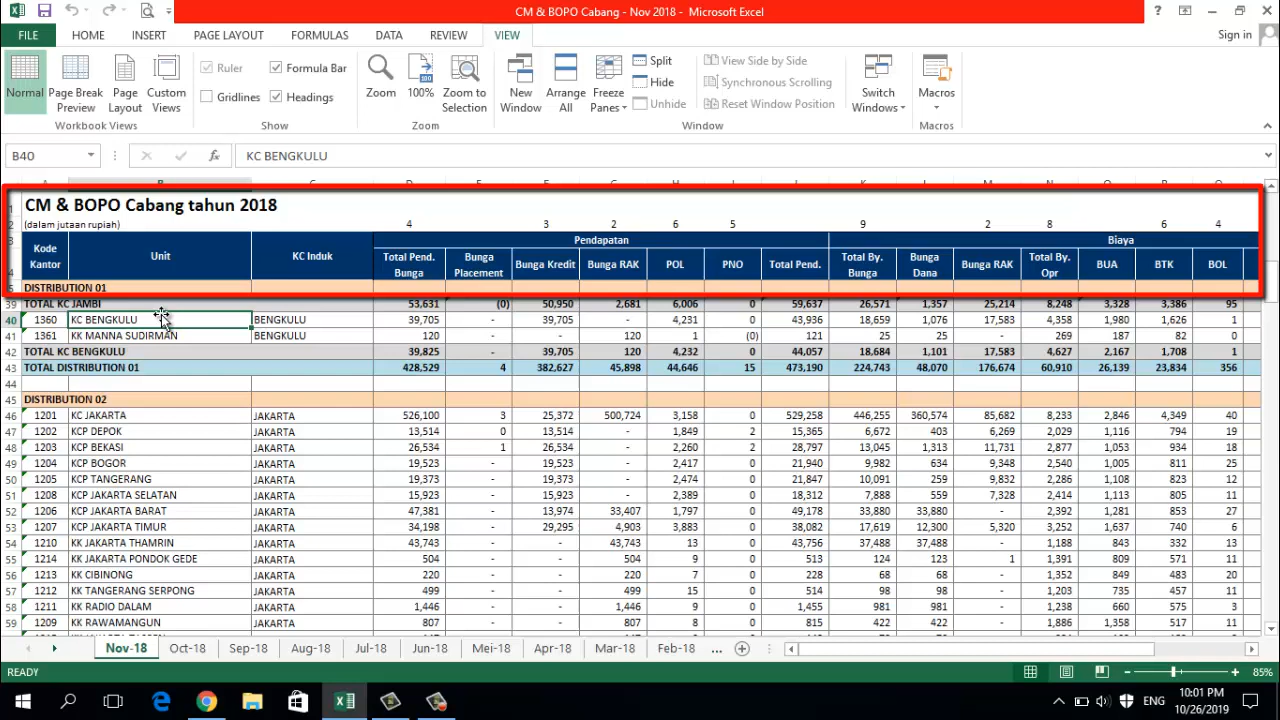 CM & BOPO Cabang - Nov 2018 - Microsoft Excel
FILE HOME INSERT PAGE LAYOUT FORMULAS DATA REVIEW VIEW Sign in
Normal Page Break Preview Page Layout Custom Views
Workbook Views
Ruler Formula Bar
Gridlines Headings
Show
Zoom 100% Zoom to Selection
Zoom
New Window Arrange All Freeze Panes
Split View Side by Side
Hide Synchronous Scrolling
Unhide Reset Window Position
Switch Windows
Window
Macros
Macros
B40 fx KC BENGKULU
1 CM & BOPO Cabang tahun 2018
(dalam jutaan rupiah) 4 3 2 6 5 9 2 8 6 4
Pendapatan Biaya
Kode Kantor Unit KC Induk Total Pend. Bunga Bunga Placement Bunga Kredit Bunga RAK POL PNO Total Pend. Total By. Bunga Bunga Dana Bunga RAK Total By. Opr BUA BTK BOL
DISTRIBUTION 01
39 TOTAL KC JAMBI 53,631 (0) 50,950 2,681 6,006 0 59,637 26,571 1,357 25,214 8,248 3,328 3,386 95
40 1360 KC BENGKULU BENGKULU 39,705 - 39,705 - 4,231 0 43,936 18,659 1,076 17,583 4,358 1,980 1,626 1
41 1361 KK MANNA SUDIRMAN BENGKULU 120 - - 120 1 (0) 121 25 25 - 269 187 82 0
42 TOTAL KC BENGKULU 39,825 - 39,705 120 4,232 0 44,057 18,684 1,101 17,583 4,627 2,167 1,708 1
43 TOTAL DISTRIBUTION 01 428,529 4 382,627 45,898 44,646 15 473,190 224,743 48,070 176,674 60,910 26,139 23,834 356
44
45 DISTRIBUTION 02
46 1201 KC JAKARTA JAKARTA 526,100 3 25,372 500,724 3,158 0 529,258 446,255 360,574 85,682 8,233 2,846 4,349 40
47 1202 KCP DEPOK JAKARTA 13,514 0 13,514 - 1,849 2 15,365 6,672 403 6,269 2,029 1,116 794 19
48 1203 KCP BEKASI JAKARTA 26,534 1 26,534 - 2,260 2 28,797 13,045 1,313 11,731 2,877 1,053 934 18
49 1204 KCP BOGOR JAKARTA 19,523 - 19,523 - 2,417 0 21,940 9,982 634 9,348 2,540 1,005 811 25
50 1205 KCP TANGERANG JAKARTA 19,373 - 19,373 - 2,474 0 21,847 10,091 259 9,832 2,286 1,108 823 12
51 1208 KCP JAKARTA SELATAN JAKARTA 15,923 - 15,923 - 2,389 0 18,312 7,888 559 7,328 2,414 1,113 805 11
52 1206 KCP JAKARTA BARAT JAKARTA 47,381 - 13,974 33,407 1,797 0 49,178 33,880 33,880 - 2,392 1,281 853 27
53 1207 KCP JAKARTA TIMUR JAKARTA 34,198 - 29,295 4,903 3,883 0 38,082 17,619 12,300 5,320 3,252 1,637 740 6
54 1210 KK JAKARTA THAMRIN JAKARTA 43,743 - - 43,743 13 0 43,756 37,488 37,488 - 1,188 842 332 13
55 1214 KK JAKARTA PONDOK GEDE JAKARTA 504 - - 504 9 0 513 124 123 1 1,391 809 571 11
56 1213 KK CIBINONG JAKARTA 220 - - 220 7 0 228 68 68 - 1,352 849 483 20
57 1212 KK TANGERANG SERPONG JAKARTA 499 - - 499 15 0 514 98 98 - 1,203 735 457 11
58 1211 KK RADIO DALAM JAKARTA 1,446 - - 1,446 9 0 1,455 981 981 - 1,238 660 575 3
59 1209 KK RAWAMANGUN JAKARTA 807 - - 807 8 0 815 422 422 - 1,886 1,358 517 11
Nov-18 Oct-18 Sep-18 Aug-18 Jul-18 Jun-18 Mei-18 Apr-18 Mar-18 Feb-18 ...
READY 85%
ENG 10:01 PM
10/26/2019